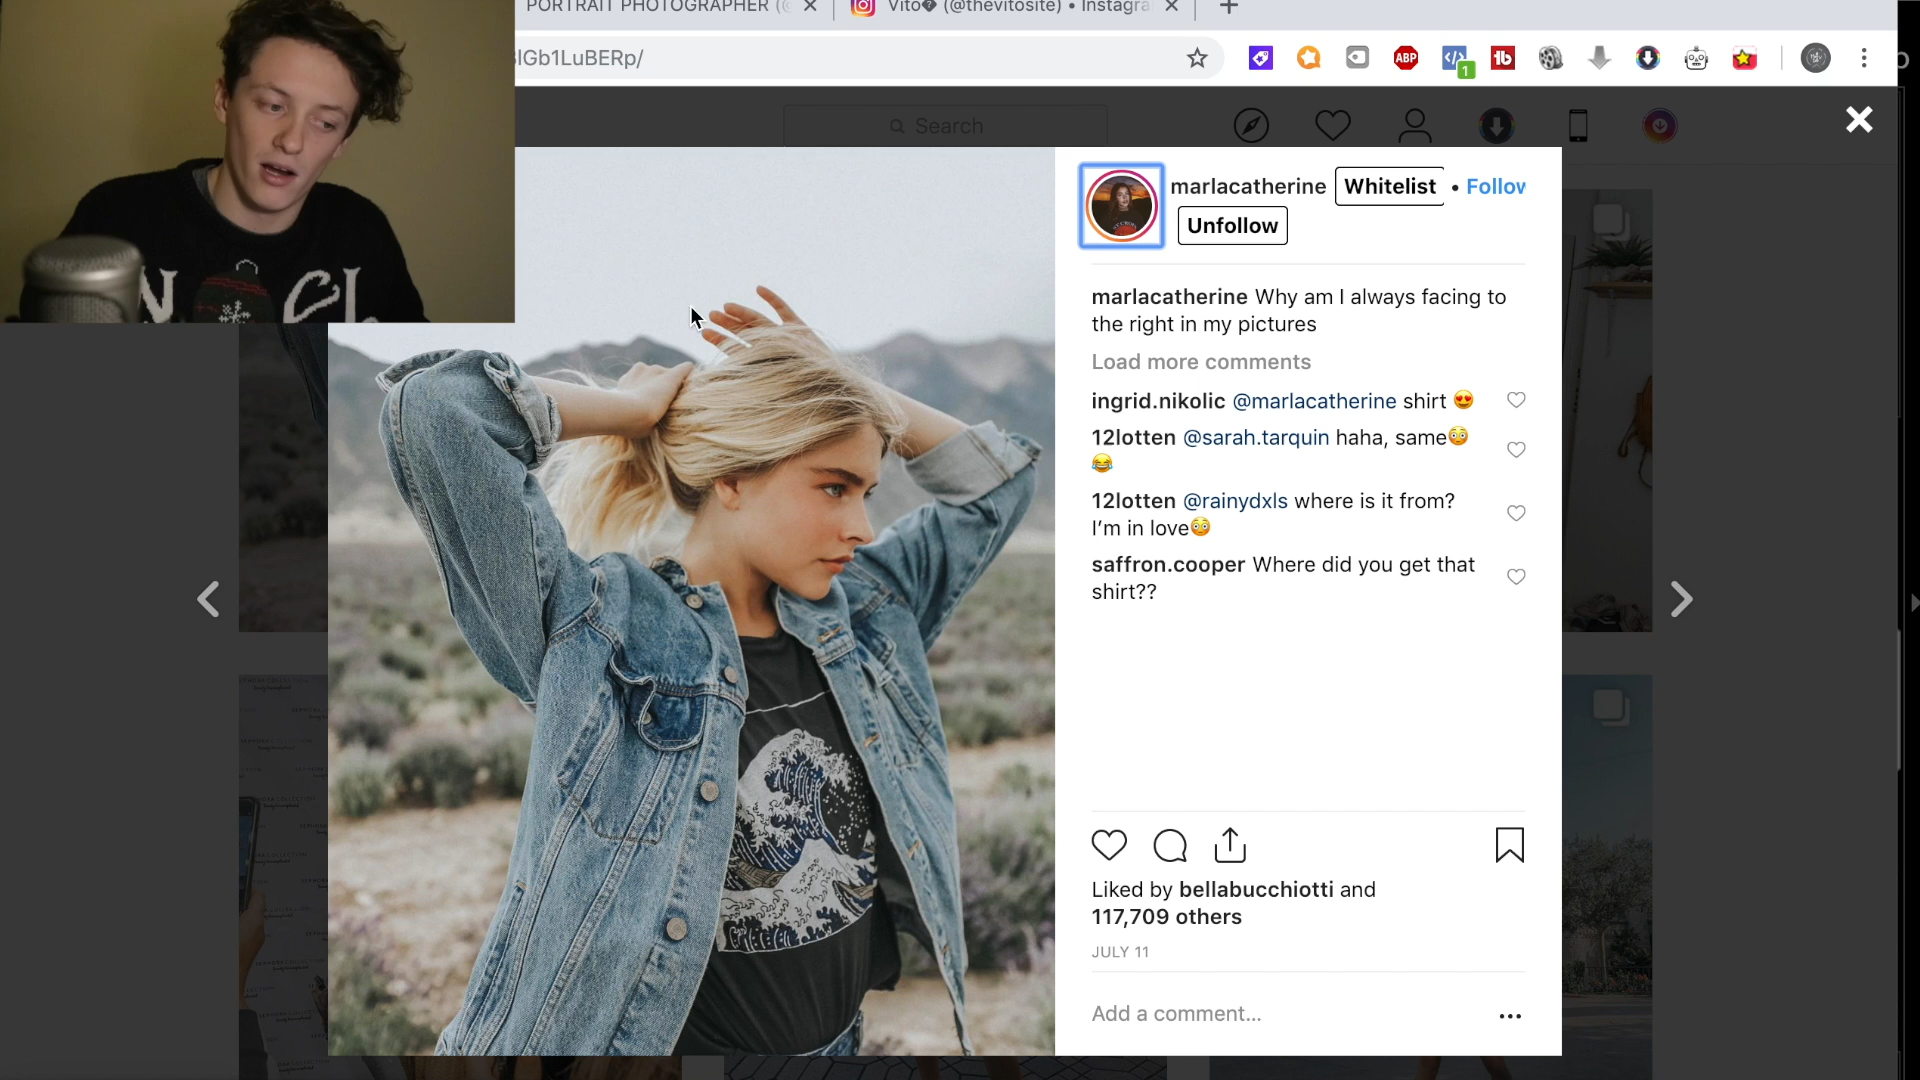 PORTRAIT PHOTOGRAPHER (@
Vito� (@thevitosite) • Instagra
lGb1LuBERp/
ABP
1
Search
marlacatherine Whitelist • Follow
Unfollow
marlacatherine Why am I always facing to
the right in my pictures
Load more comments
ingrid.nikolic @marlacatherine shirt 😍
12lotten @sarah.tarquin haha, same😳
😂
12lotten @rainydxls where is it from?
I'm in love😳
saffron.cooper Where did you get that
shirt??
Liked by bellabucchiotti and
117,709 others
JULY 11
Add a comment...